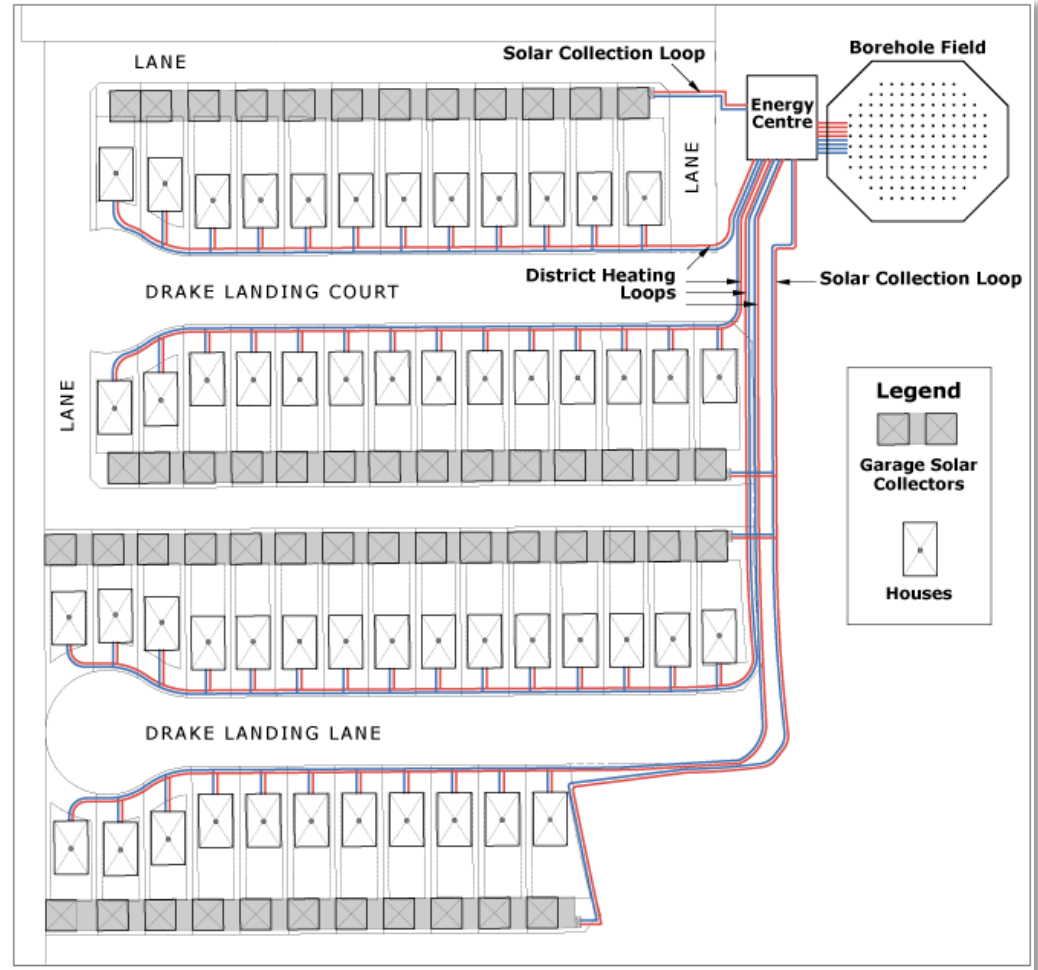 Solar Collection Loop
Borehole Field
LANE
Energy
Centre
LANE
District Heating
Loops
Solar Collection Loop
DRAKE LANDING COURT
LANE
Legend
Garage Solar
Collectors
Houses
DRAKE LANDING LANE